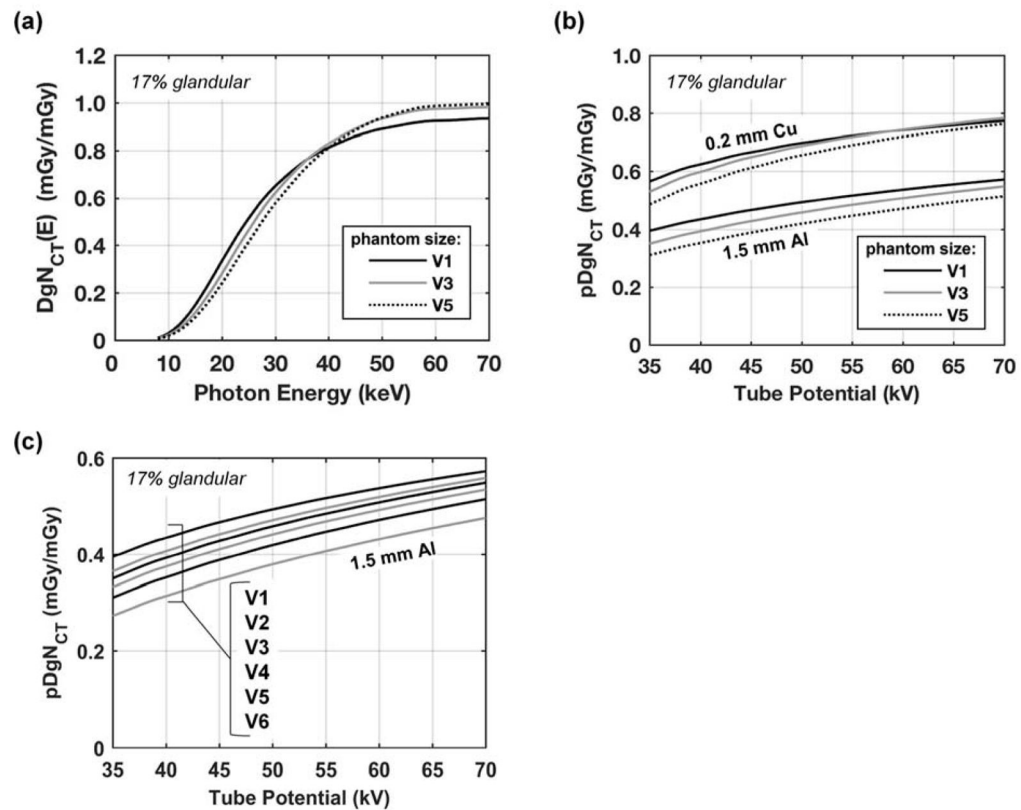 (a)
1.2
1.0
0.8
0.6
0.4
0.2
0
DgN_CT(E) (mGy/mGy)
17% glandular
phantom size:
V1
V3
V5
0 10 20 30 40 50 60 70
Photon Energy (keV)
(b)
1.0
0.8
0.6
0.4
0.2
0
pDgN_CT (mGy/mGy)
17% glandular
0.2 mm Cu
1.5 mm Al
phantom size:
V1
V3
V5
35 40 45 50 55 60 65 70
Tube Potential (kV)
(c)
0.6
0.4
0.2
0
pDgN_CT (mGy/mGy)
17% glandular
1.5 mm Al
V1
V2
V3
V4
V5
V6
35 40 45 50 55 60 65 70
Tube Potential (kV)